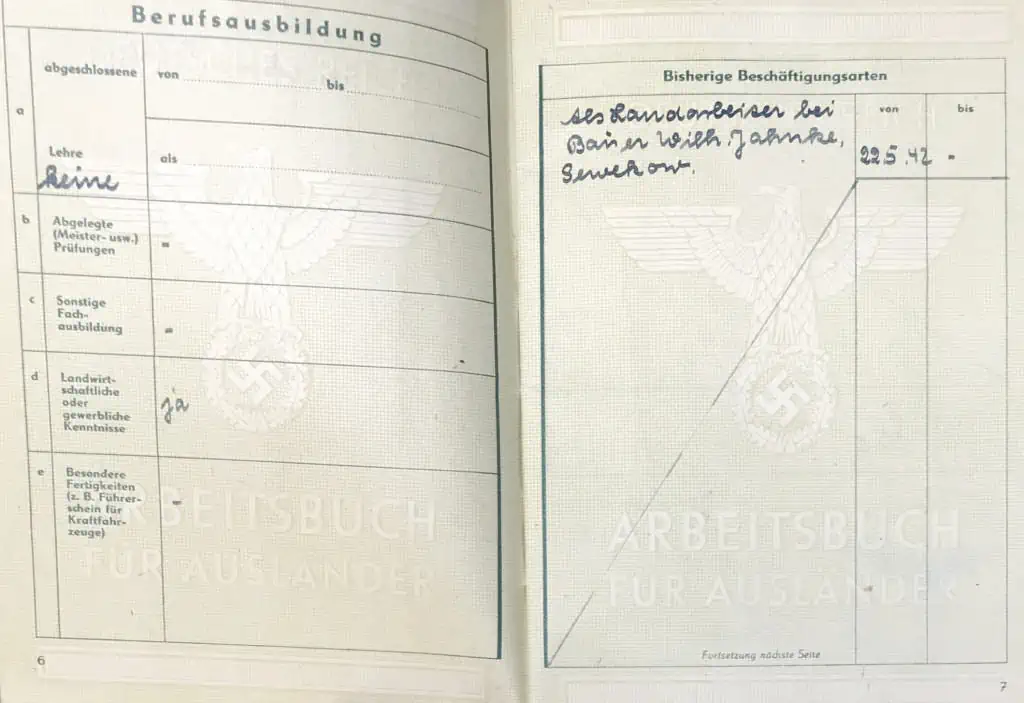 Berufsausbildung
a
abgeschlossene
von
bis
Lehre
als
keine
b
Abgelegte
(Meister- usw.)
Prüfungen
-
c
Sonstige
Fach-
ausbildung
-
d
Landwirt-
schaftliche
oder
gewerbliche
Kenntnisse
ja
e
Besondere
Fertigkeiten
(z. B. Führer-
schein für
Kraftfahr-
zeuge)
-
ARBEITSBUCH
FÜR AUSLÄNDER
6
Bisherige Beschäftigungsarten
von
bis
Als Landarbeiter bei
Bauer Wilh. Jahnke,
Gewekow.
22.5.42 -
ARBEITSBUCH
FÜR AUSLÄNDER
Fortsetzung nächste Seite
7